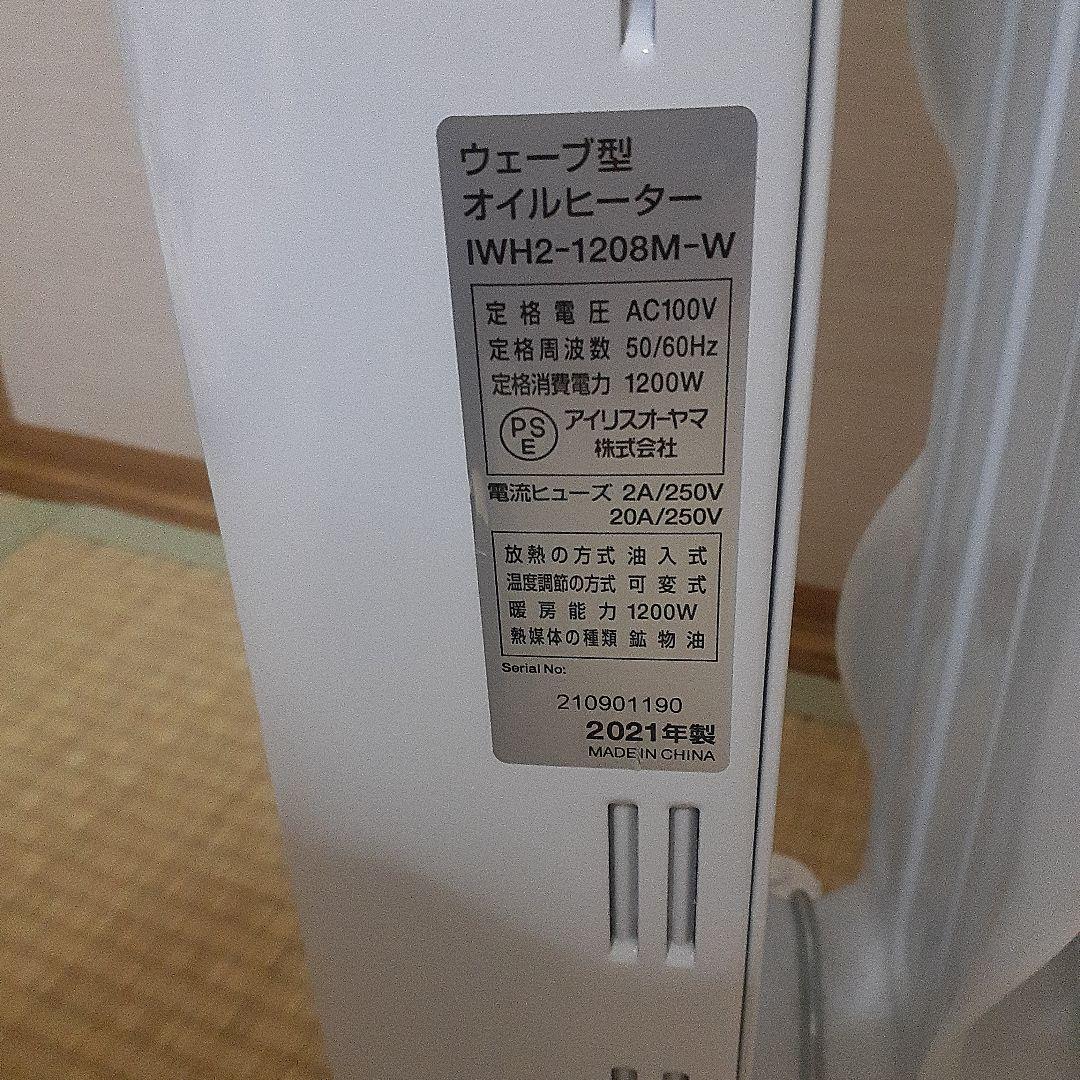 ウェーブ型
オイルヒーター
IWH2-1208M-W
定格電圧 AC100V
定格周波数 50/60Hz
定格消費電力 1200W
PS
E
アイリスオーヤマ
株式会社
電流ヒューズ 2A/250V
20A/250V
放熱の方式 油入式
温度調節の方式 可変式
暖房能力 1200W
熱媒体の種類 鉱物油
Serial No:
210901190
2021年製
MADE IN CHINA